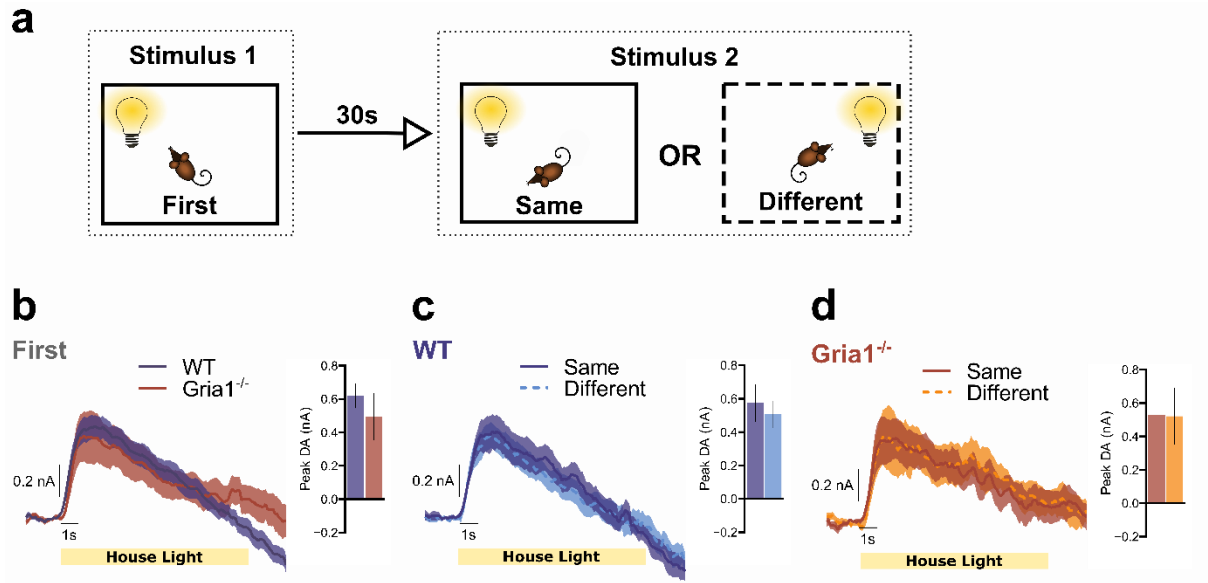 a
Stimulus 1
Stimulus 2
30s
OR
First
Same
Different
b
First
WT
Gria1-/-
0.2 nA
1s
House Light
Peak DA (nA)
0.8
0.6
0.4
0.2
0.0
−0.2
c
WT
Same
Different
0.2 nA
1s
House Light
Peak DA (nA)
0.8
0.6
0.4
0.2
0.0
−0.2
d
Gria1-/-
Same
Different
0.2 nA
1s
House Light
Peak DA (nA)
0.8
0.6
0.4
0.2
0.0
−0.2